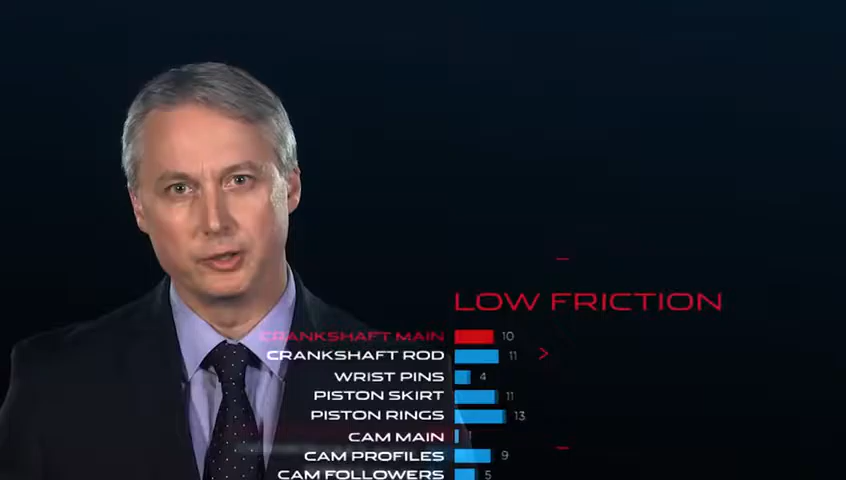 LOW FRICTION
CRANKSHAFT MAIN 10
CRANKSHAFT ROD 11 >
WRIST PINS 4
PISTON SKIRT 11
PISTON RINGS 13
CAM MAIN 1
CAM PROFILES 9
CAM FOLLOWERS 5